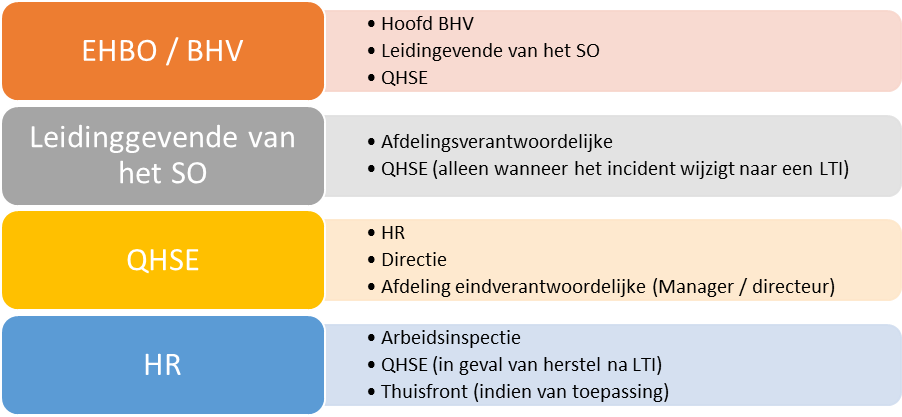 EHBO / BHV
• Hoofd BHV
• Leidingevende van het SO
• QHSE
Leidinggevende van
het SO
• Afdelingsverantwoordelijke
• QHSE (alleen wanneer het incident wijzigt naar een LTI)
QHSE
• HR
• Directie
• Afdeling eindverantwoordelijke (Manager / directeur)
HR
• Arbeidsinspectie
• QHSE (in geval van herstel na LTI)
• Thuisfront (indien van toepassing)